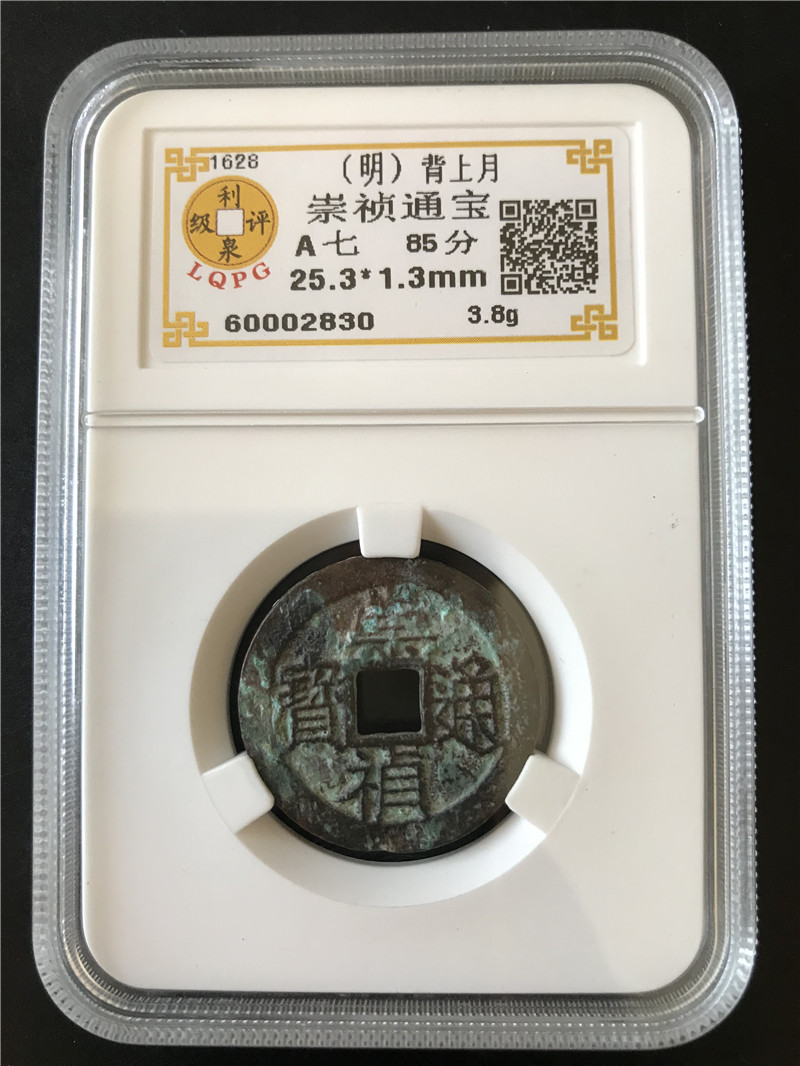 1628
（明）背上月
利泉评级
LQPG
崇祯通宝
A七 85分
25.3*1.3mm
60002830
3.8g
崇禎通寳